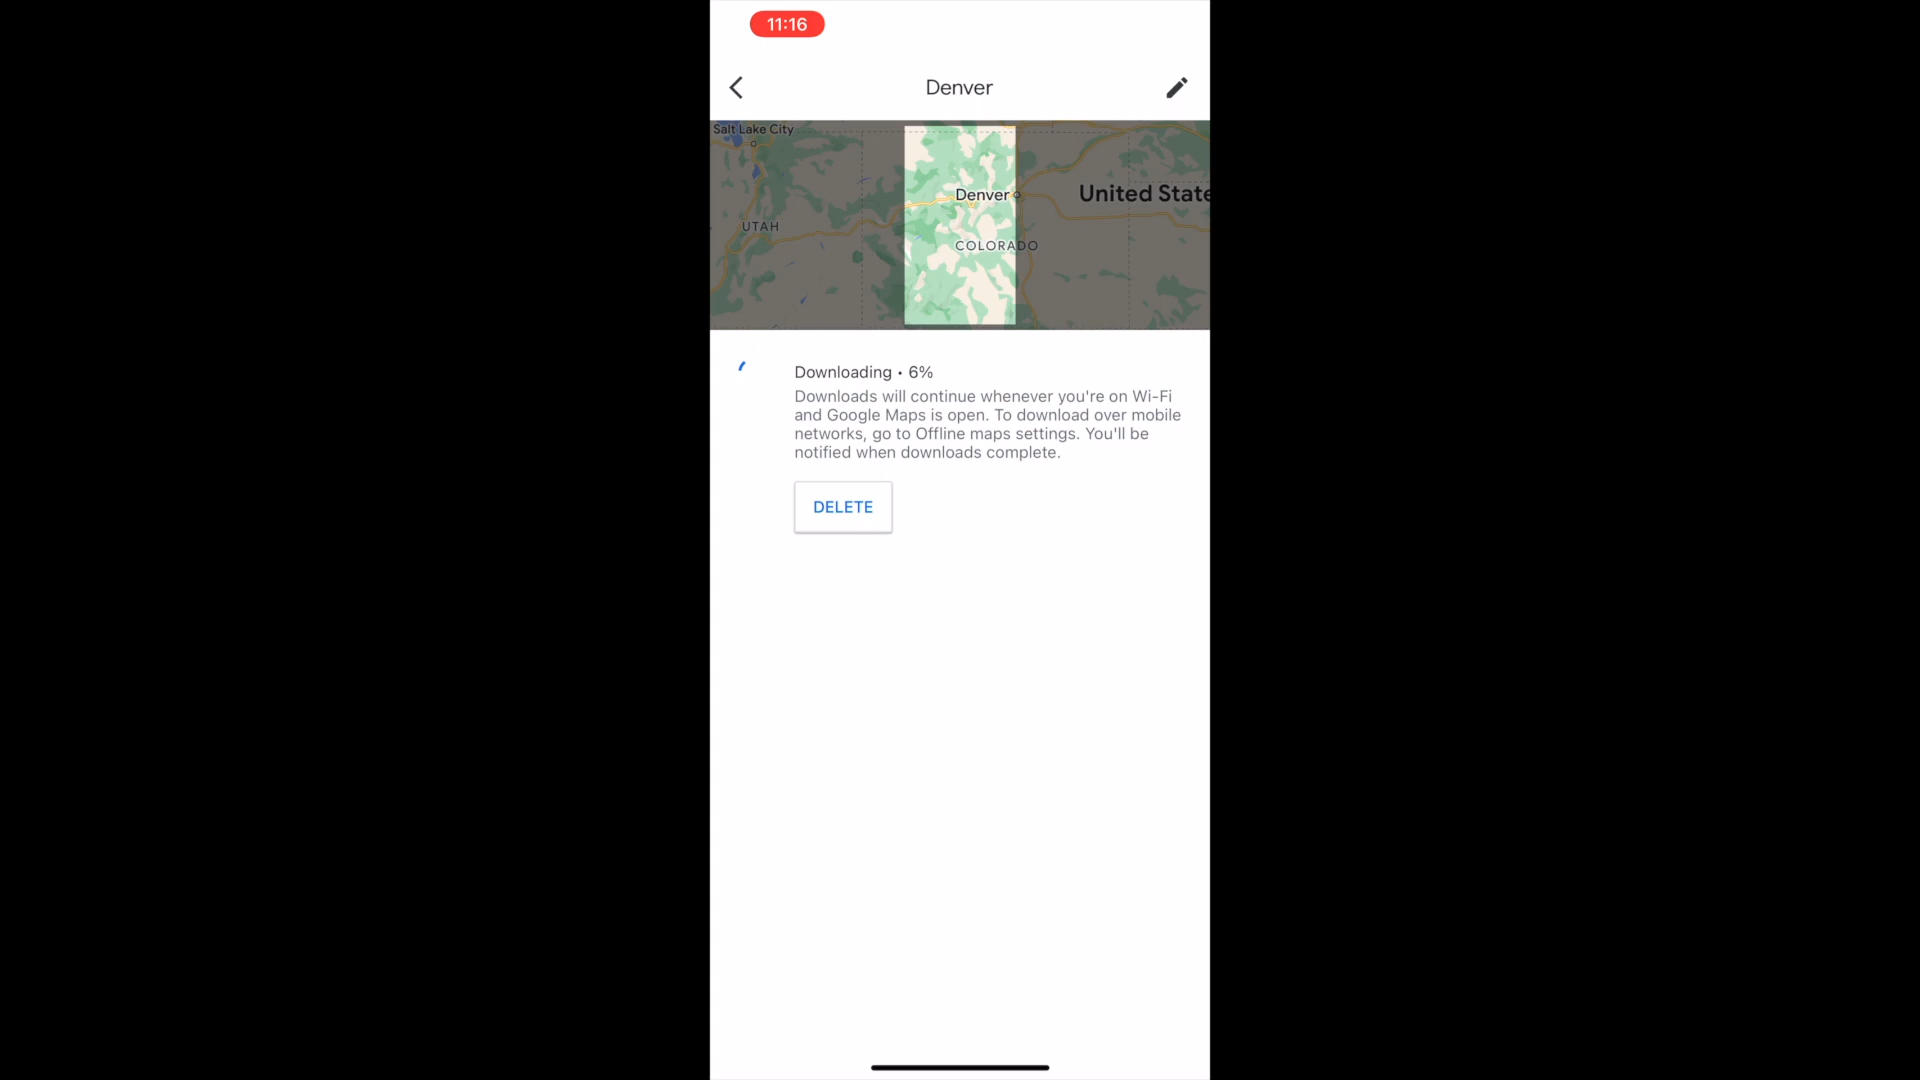 11:16
Denver
Salt Lake City
Denver
United State
UTAH
COLORADO
Downloading • 6%
Downloads will continue whenever you're on Wi-Fi
and Google Maps is open. To download over mobile
networks, go to Offline maps settings. You'll be
notified when downloads complete.
DELETE